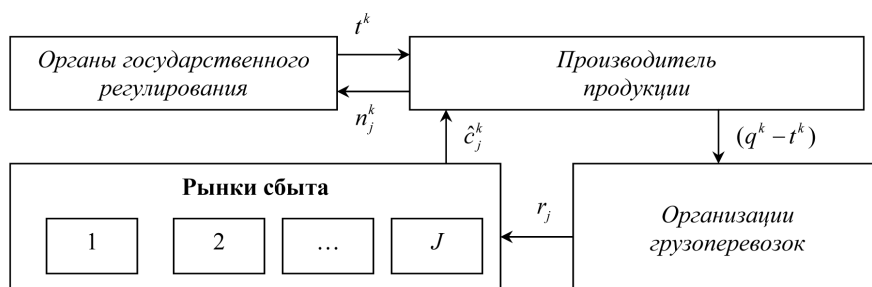 t^k
Органы государственного
регулирования
Производитель
продукции
n_j^k
ĉ_j^k
(q^k − t^k)
Рынки сбыта
1
2
…
J
r_j
Организации
грузоперевозок